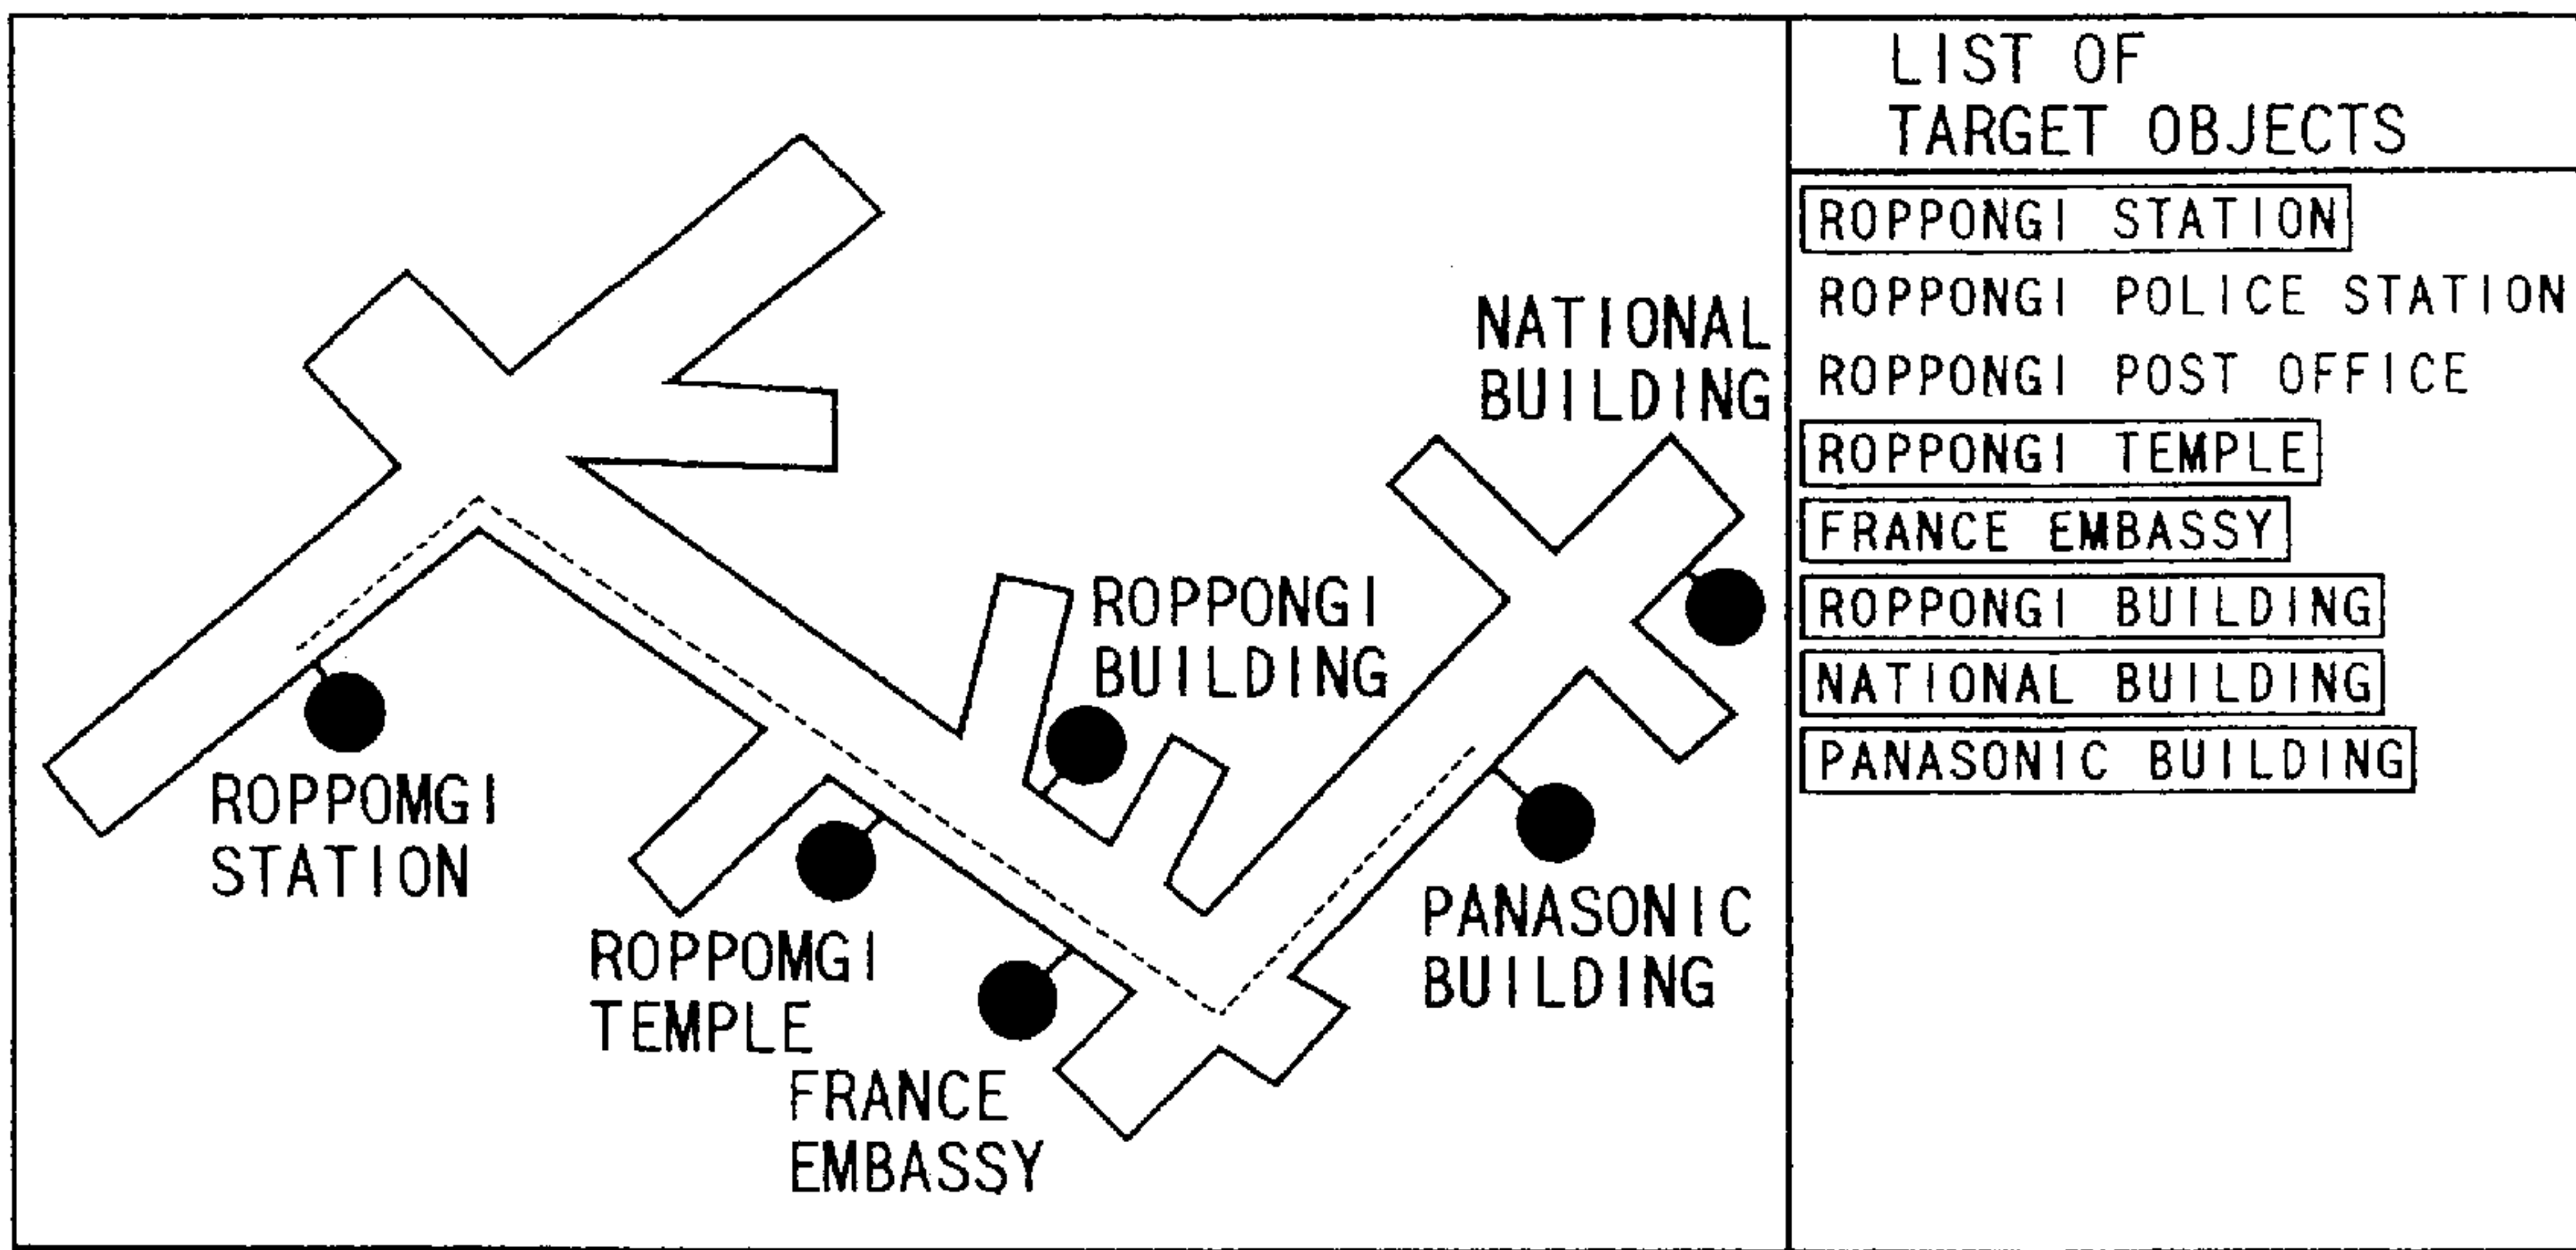 NATIONAL
BUILDING
ROPPONGI
BUILDING
ROPPOMGI
STATION
PANASONIC
BUILDING
ROPPOMGI
TEMPLE
FRANCE
EMBASSY
LIST OF
TARGET OBJECTS
ROPPONGI STATION
ROPPONGI POLICE STATION
ROPPONGI POST OFFICE
ROPPONGI TEMPLE
FRANCE EMBASSY
ROPPONGI BUILDING
NATIONAL BUILDING
PANASONIC BUILDING